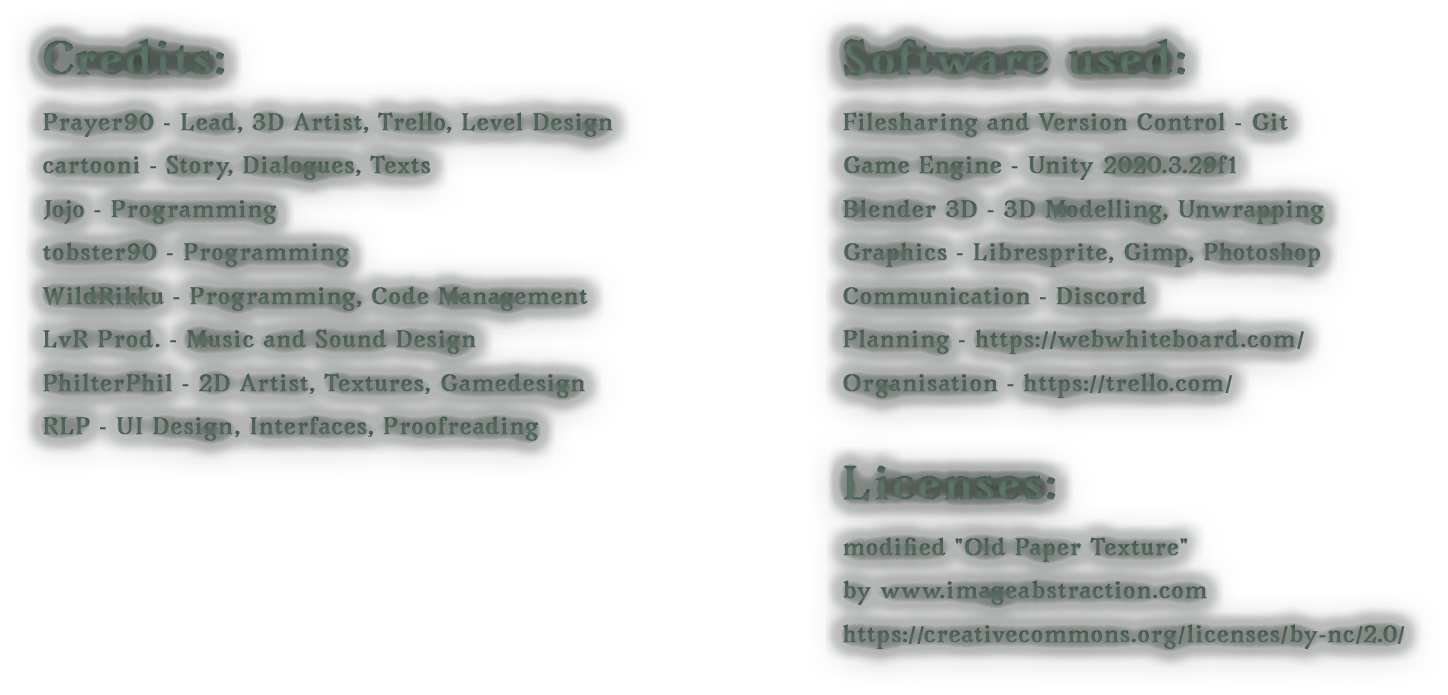 Credits:
Prayer90 - Lead, 3D Artist, Trello, Level Design
cartooni - Story, Dialogues, Texts
Jojo - Programming
tobster90 - Programming
WildRikku - Programming, Code Management
LvR Prod. - Music and Sound Design
PhilterPhil - 2D Artist, Textures, Gamedesign
RLP - UI Design, Interfaces, Proofreading
Software used:
Filesharing and Version Control - Git
Game Engine - Unity 2020.3.29f1
Blender 3D - 3D Modelling, Unwrapping
Graphics - Libresprite, Gimp, Photoshop
Communication - Discord
Planning - https://webwhiteboard.com/
Organisation - https://trello.com/
Licenses:
modified "Old Paper Texture"
by www.imageabstraction.com
https://creativecommons.org/licenses/by-nc/2.0/